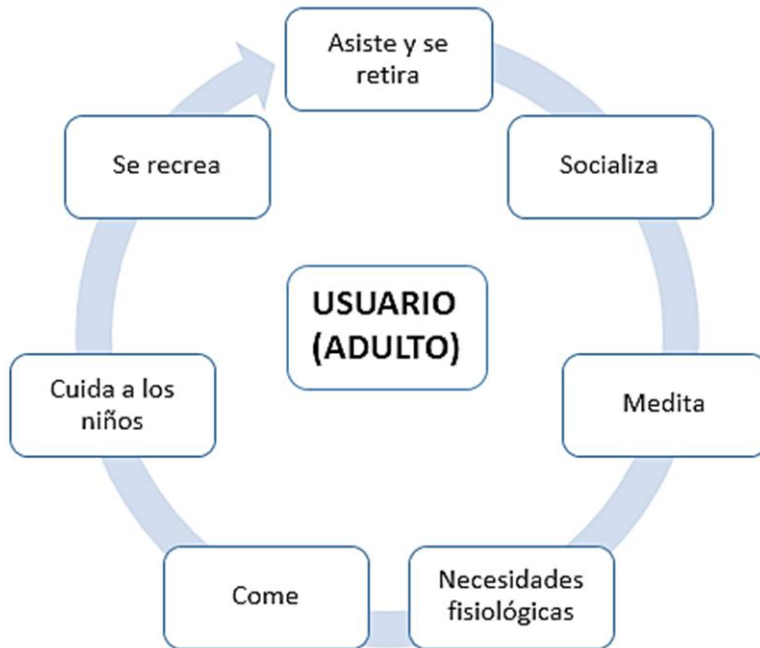 Asiste y se
retira
Socializa
Medita
Necesidades
fisiológicas
Come
Cuida a los
niños
Se recrea
USUARIO
(ADULTO)